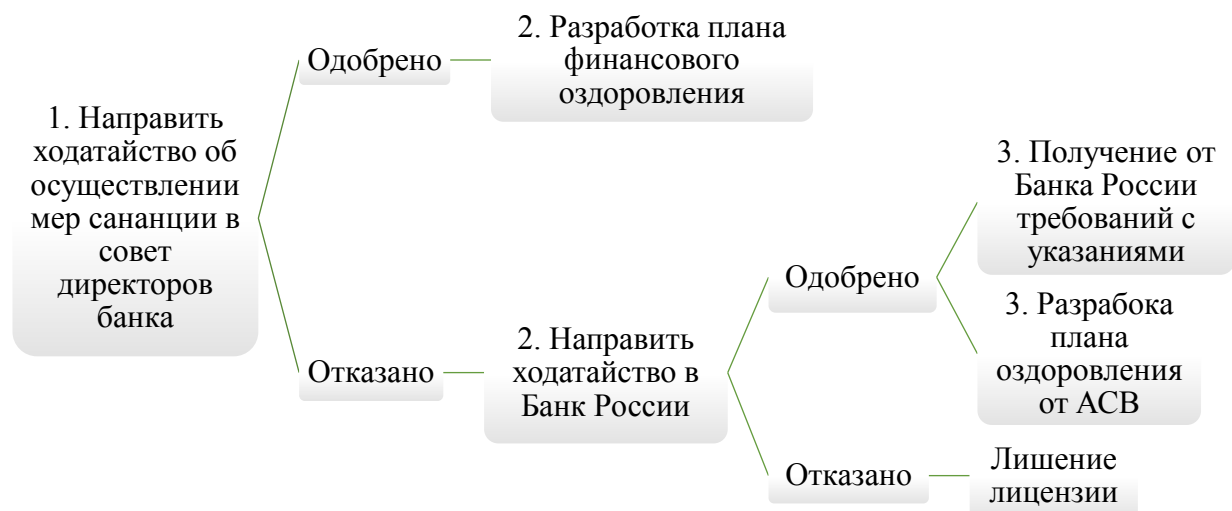 1. Направить
ходатайство об
осуществлении
мер сананции в
совет
директоров
банка
Одобрено
2. Разработка плана
финансового
оздоровления
Отказано
2. Направить
ходатайство в
Банк России
Одобрено
3. Получение от
Банка России
требований с
указаниями
3. Разрабока
плана
оздоровления
от АСВ
Отказано
Лишение
лицензии